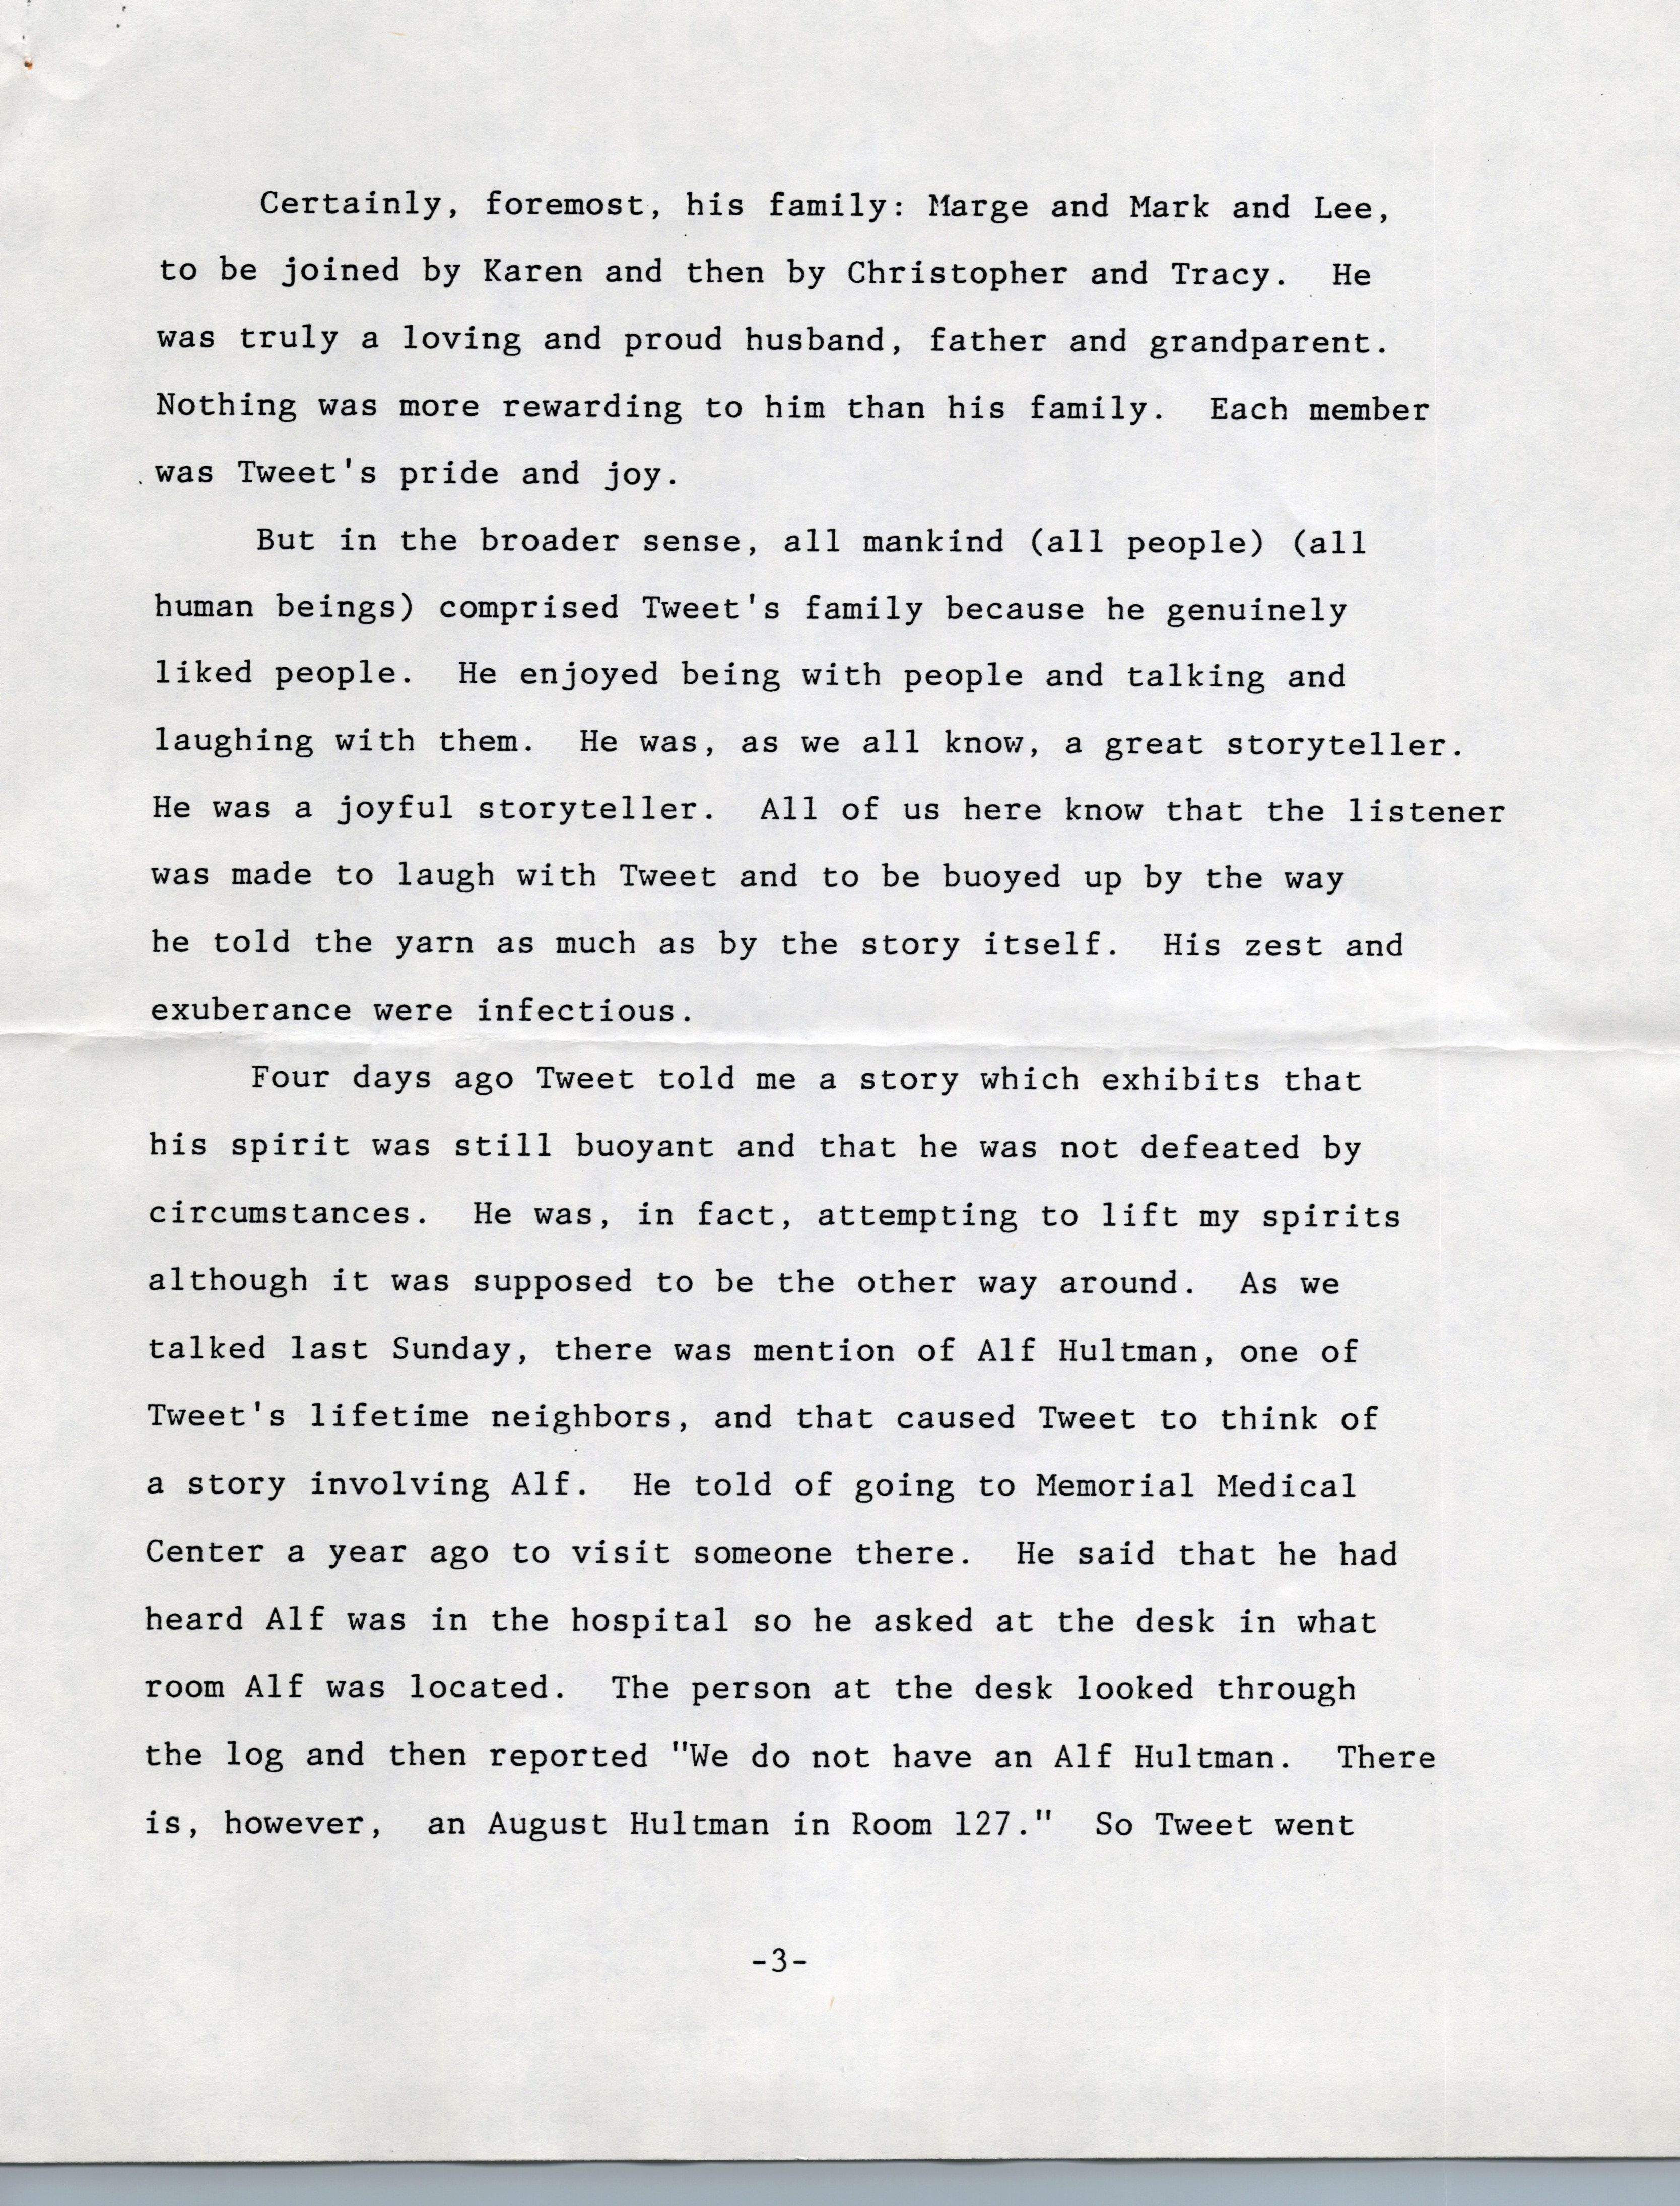 Certainly, foremost, his family: Marge and Mark and Lee,
to be joined by Karen and then by Christopher and Tracy.  He
was truly a loving and proud husband, father and grandparent.
Nothing was more rewarding to him than his family.  Each member
was Tweet's pride and joy.
But in the broader sense, all mankind (all people) (all
human beings) comprised Tweet's family because he genuinely
liked people.  He enjoyed being with people and talking and
laughing with them.  He was, as we all know, a great storyteller.
He was a joyful storyteller.  All of us here know that the listener
was made to laugh with Tweet and to be buoyed up by the way
he told the yarn as much as by the story itself.  His zest and
exuberance were infectious.
Four days ago Tweet told me a story which exhibits that
his spirit was still buoyant and that he was not defeated by
circumstances.  He was, in fact, attempting to lift my spirits
although it was supposed to be the other way around.  As we
talked last Sunday, there was mention of Alf Hultman, one of
Tweet's lifetime neighbors, and that caused Tweet to think of
a story involving Alf.  He told of going to Memorial Medical
Center a year ago to visit someone there.  He said that he had
heard Alf was in the hospital so he asked at the desk in what
room Alf was located.  The person at the desk looked through
the log and then reported "We do not have an Alf Hultman.  There
is, however,  an August Hultman in Room 127."  So Tweet went
-3-